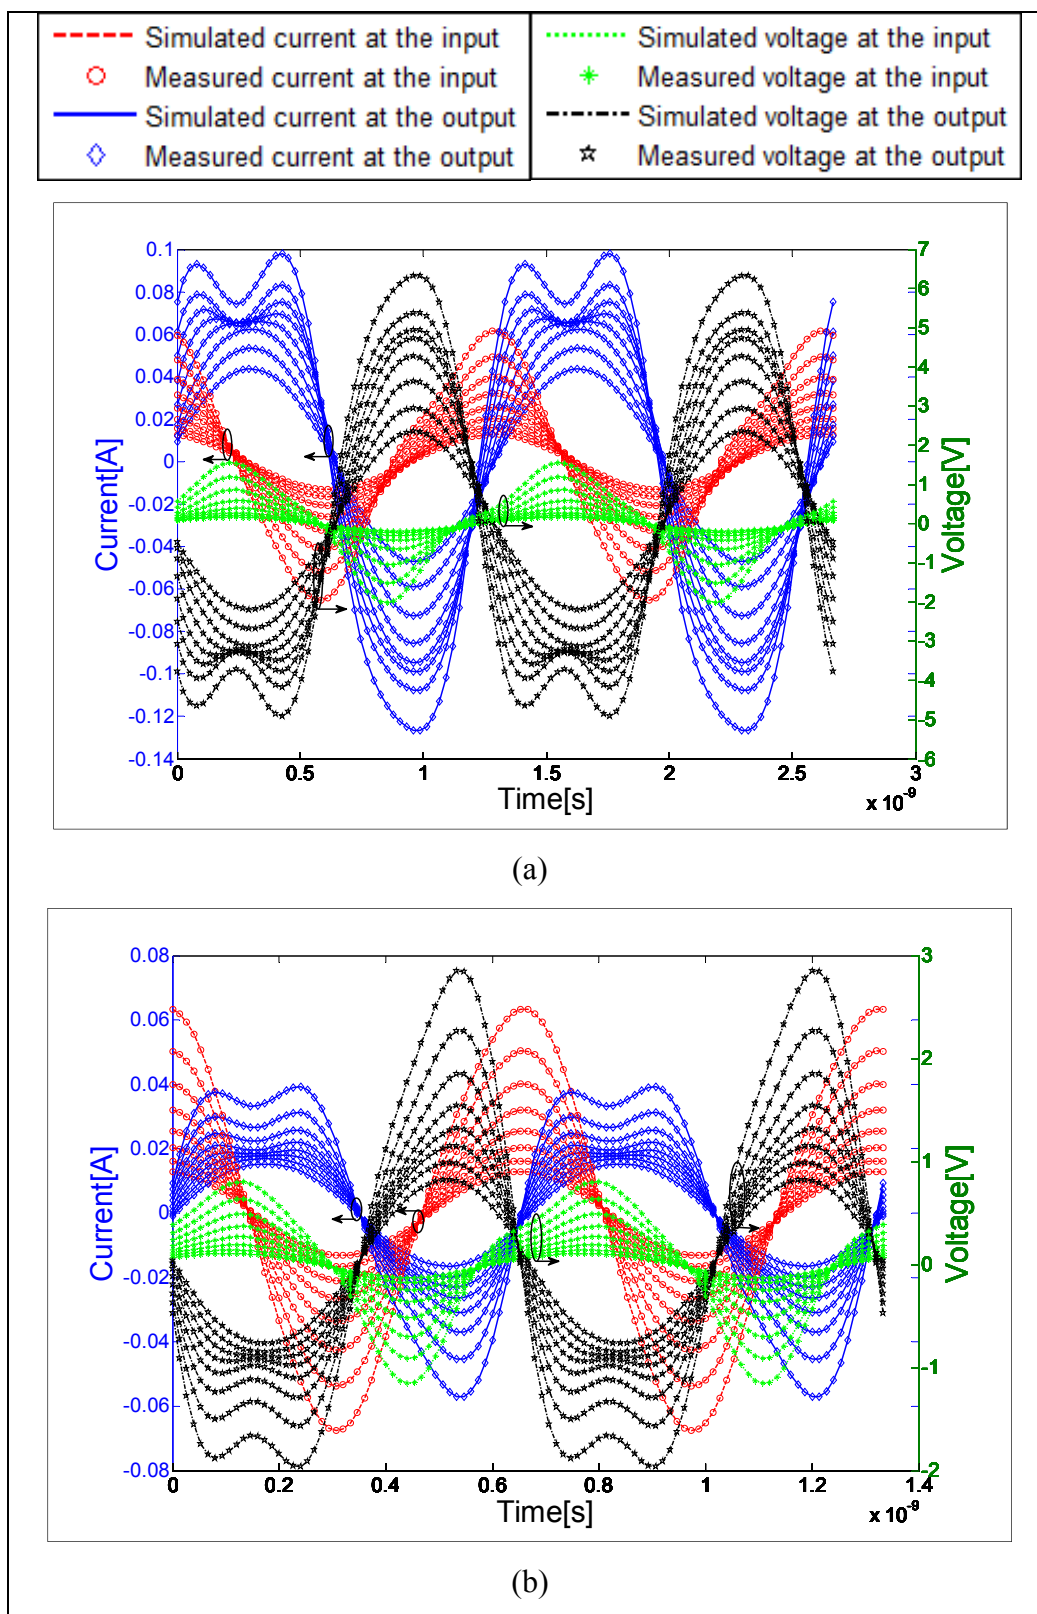 Simulated current at the input
Measured current at the input
Simulated current at the output
Measured current at the output
Simulated voltage at the input
Measured voltage at the input
Simulated voltage at the output
Measured voltage at the output
0.1
0.08
0.06
0.04
0.02
0
-0.02
-0.04
-0.06
-0.08
-0.1
-0.12
-0.14
Current[A]
7
6
5
4
3
2
1
0
-1
-2
-3
-4
-5
-6
Voltage[V]
0 0.5 1 1.5 2 2.5 3
Time[s]
x 10-9
(a)
0.08
0.06
0.04
0.02
0
-0.02
-0.04
-0.06
-0.08
Current[A]
3
2
1
0
-1
-2
Voltage[V]
0 0.2 0.4 0.6 0.8 1 1.2 1.4
Time[s]
x 10-9
(b)